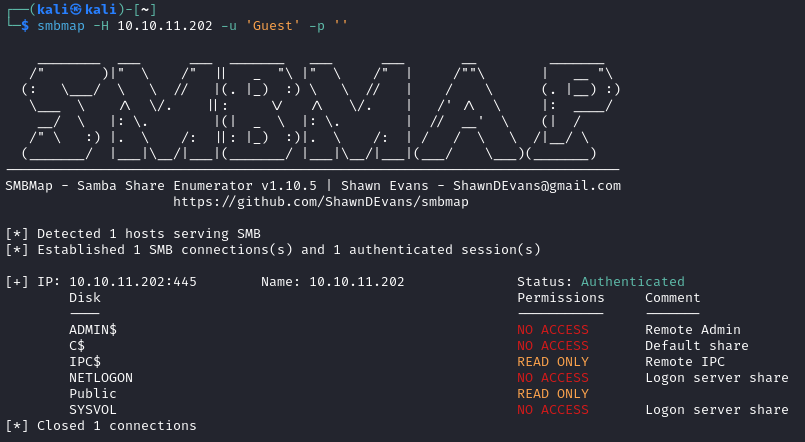 ┌──(kali㉿kali)-[~]
└─$ smbmap -H 10.10.11.202 -u 'Guest' -p ''
SMBMAP
SMBMap - Samba Share Enumerator v1.10.5 | Shawn Evans - ShawnDEvans@gmail.com
https://github.com/ShawnDEvans/smbmap
[*] Detected 1 hosts serving SMB
[*] Established 1 SMB connections(s) and 1 authenticated session(s)
[+] IP: 10.10.11.202:445 Name: 10.10.11.202 Status: Authenticated
Disk Permissions Comment
---- ----------- -------
ADMIN$ NO ACCESS Remote Admin
C$ NO ACCESS Default share
IPC$ READ ONLY Remote IPC
NETLOGON NO ACCESS Logon server share
Public READ ONLY
SYSVOL NO ACCESS Logon server share
[*] Closed 1 connections